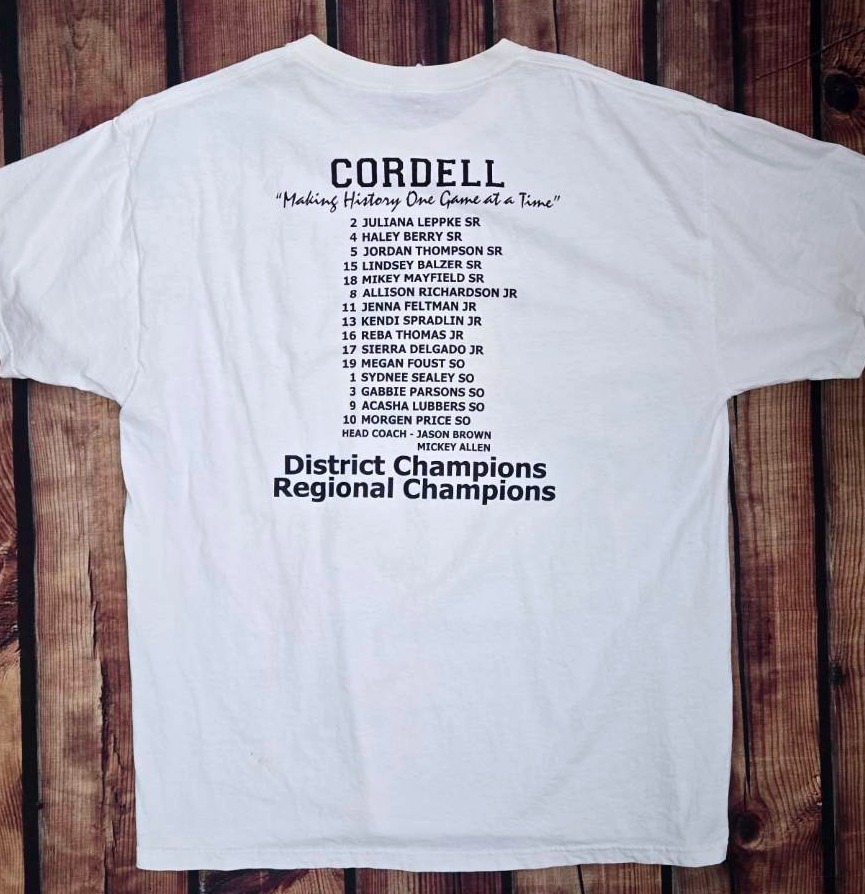 CORDELL
“Making History One Game at a Time”
2 JULIANA LEPPKE SR
4 HALEY BERRY SR
5 JORDAN THOMPSON SR
15 LINDSEY BALZER SR
18 MIKEY MAYFIELD SR
8 ALLISON RICHARDSON JR
11 JENNA FELTMAN JR
13 KENDI SPRADLIN JR
16 REBA THOMAS JR
17 SIERRA DELGADO JR
19 MEGAN FOUST SO
1 SYDNEE SEALEY SO
3 GABBIE PARSONS SO
9 ACASHA LUBBERS SO
10 MORGEN PRICE SO
HEAD COACH - JASON BROWN
MICKEY ALLEN
District Champions
Regional Champions